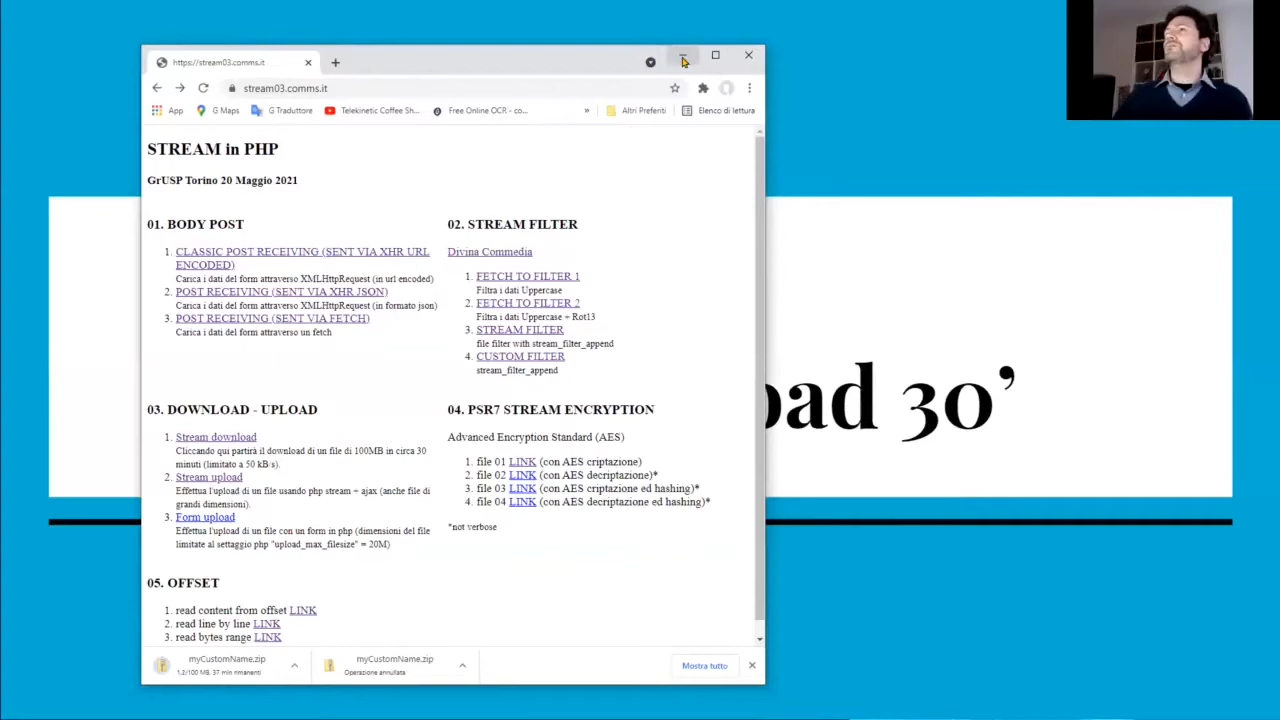 https://stream03.comms.it
stream03.comms.it
App G Maps G Traduttore Telekinetic Coffee Sh... Free Online OCR - co... » Altri Preferiti Elenco di lettura
STREAM in PHP
GrUSP Torino 20 Maggio 2021
01. BODY POST
1. CLASSIC POST RECEIVING (SENT VIA XHR URL
ENCODED)
Carica i dati del form attraverso XMLHttpRequest (in url encoded)
2. POST RECEIVING (SENT VIA XHR JSON)
Carica i dati del form attraverso XMLHttpRequest (in formato json)
3. POST RECEIVING (SENT VIA FETCH)
Carica i dati del form attraverso un fetch
02. STREAM FILTER
Divina Commedia
1. FETCH TO FILTER 1
Filtra i dati Uppercase
2. FETCH TO FILTER 2
Filtra i dati Uppercase + Rot13
3. STREAM FILTER
file filter with stream_filter_append
4. CUSTOM FILTER
stream_filter_append
03. DOWNLOAD - UPLOAD
1. Stream download
Cliccando qui partirà il download di un file di 100MB in circa 30
minuti (limitato a 50 kB/s).
2. Stream upload
Effettua l'upload di un file usando php stream + ajax (anche file di
grandi dimensioni).
3. Form upload
Effettua l'upload di un file con un form in php (dimensioni del file
limitate al settaggio php "upload_max_filesize" = 20M)
04. PSR7 STREAM ENCRYPTION
Advanced Encryption Standard (AES)
1. file 01 LINK (con AES criptazione)
2. file 02 LINK (con AES decriptazione)*
3. file 03 LINK (con AES criptazione ed hashing)*
4. file 04 LINK (con AES decriptazione ed hashing)*
*not verbose
05. OFFSET
1. read content from offset LINK
2. read line by line LINK
3. read bytes range LINK
myCustomName.zip
1.2/100 MB, 37 min rimanenti
myCustomName.zip
Operazione annullata
Mostra tutto
oad 30’